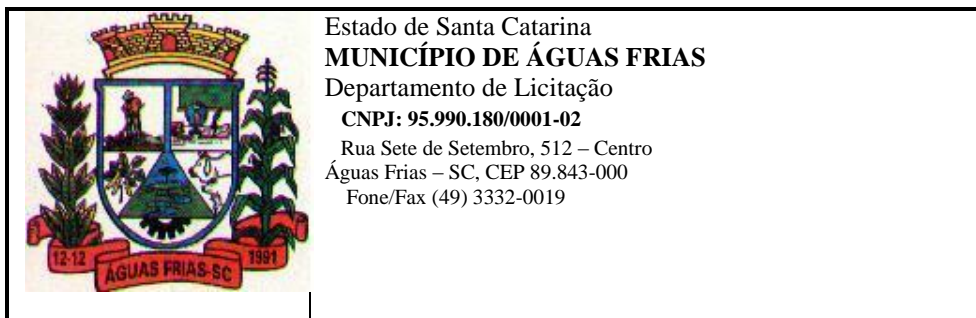 Estado de Santa Catarina
MUNICÍPIO DE ÁGUAS FRIAS
Departamento de Licitação
CNPJ: 95.990.180/0001-02
Rua Sete de Setembro, 512 – Centro
Águas Frias – SC, CEP 89.843-000
Fone/Fax (49) 3332-0019
12-12
ÁGUAS FRIAS-SC
1991